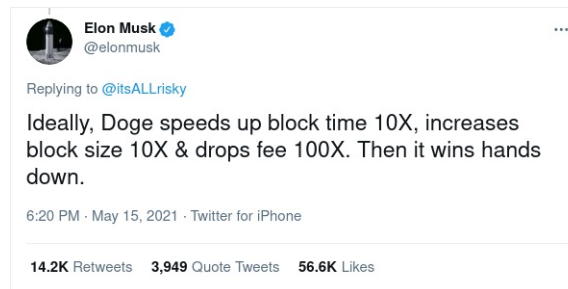 Elon Musk
@elonmusk
Replying to @itsALLrisky
Ideally, Doge speeds up block time 10X, increases
block size 10X & drops fee 100X. Then it wins hands
down.
6:20 PM · May 15, 2021 · Twitter for iPhone
14.2K Retweets 3,949 Quote Tweets 56.6K Likes